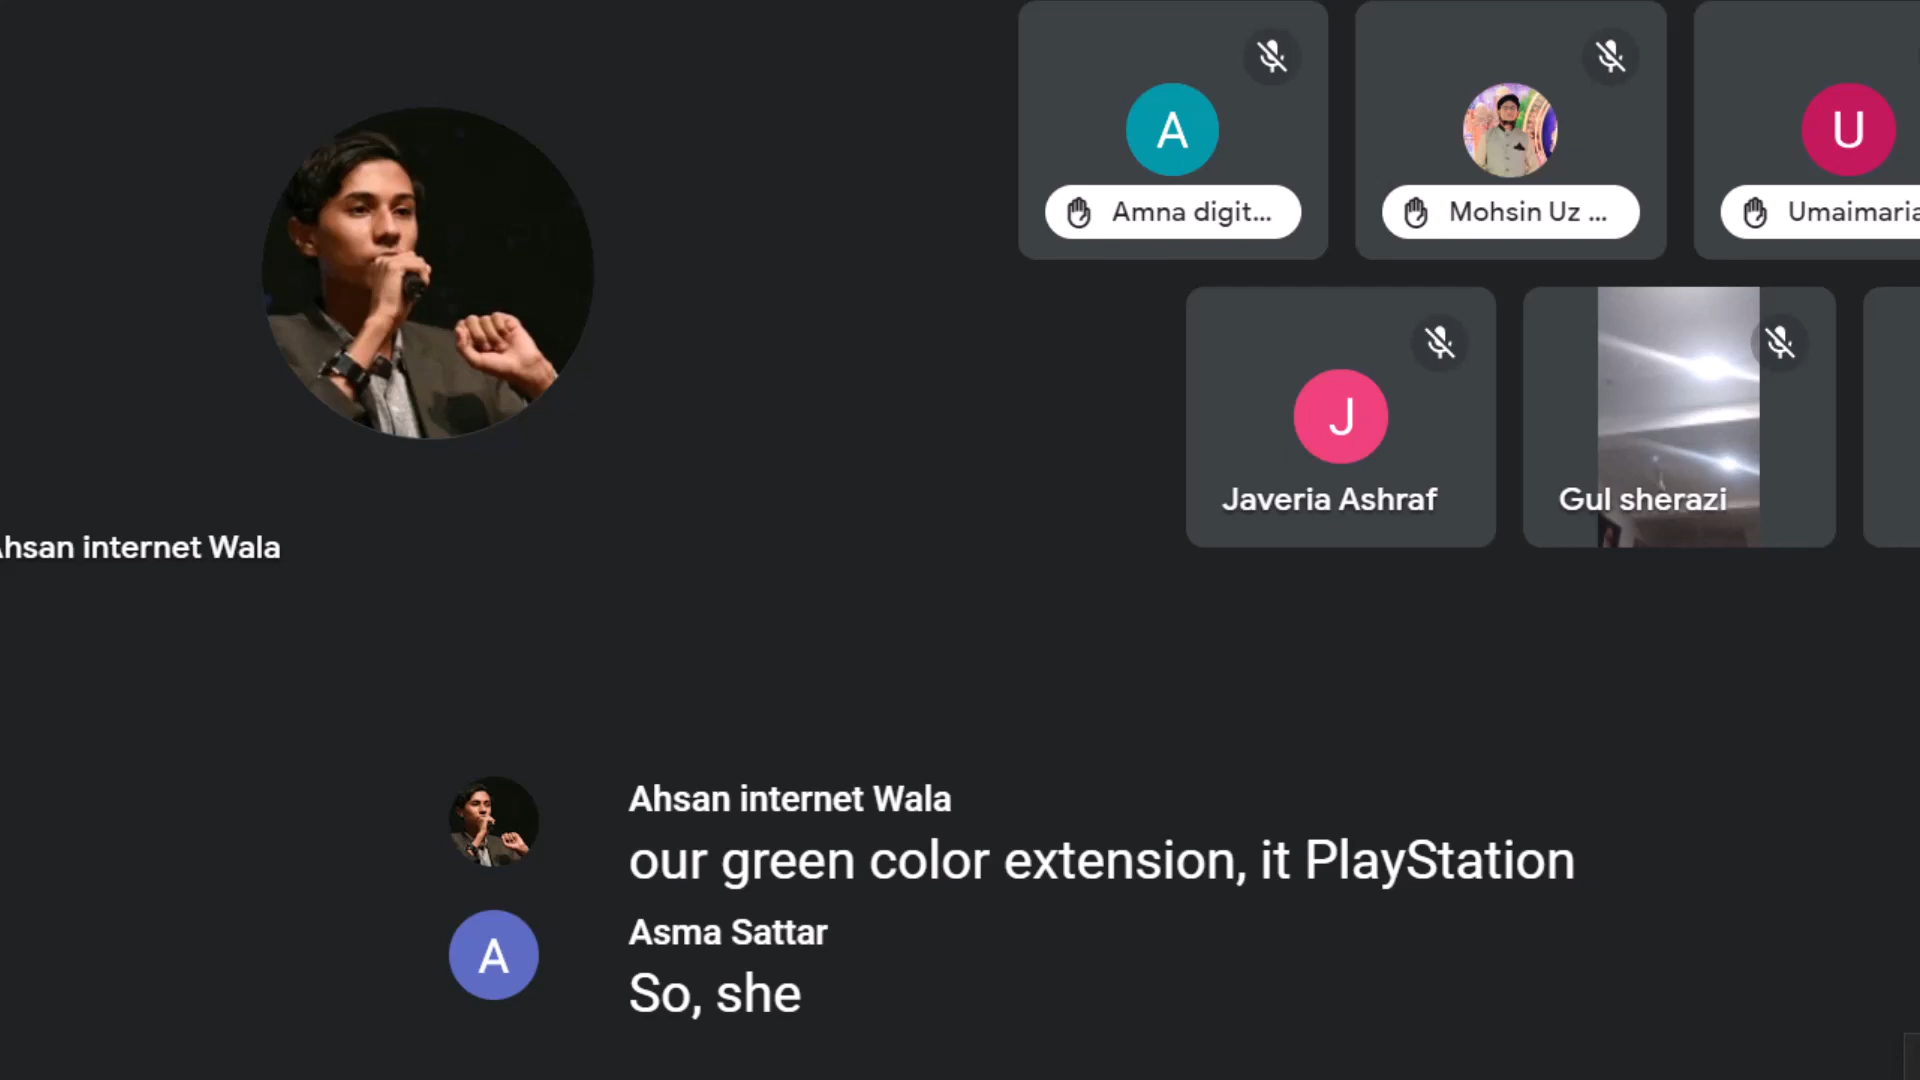 A
Amna digit...
Mohsin Uz ...
U
Umaimaria
J
Javeria Ashraf
Gul sherazi
hsan internet Wala
Ahsan internet Wala
our green color extension, it PlayStation
A
Asma Sattar
So, she